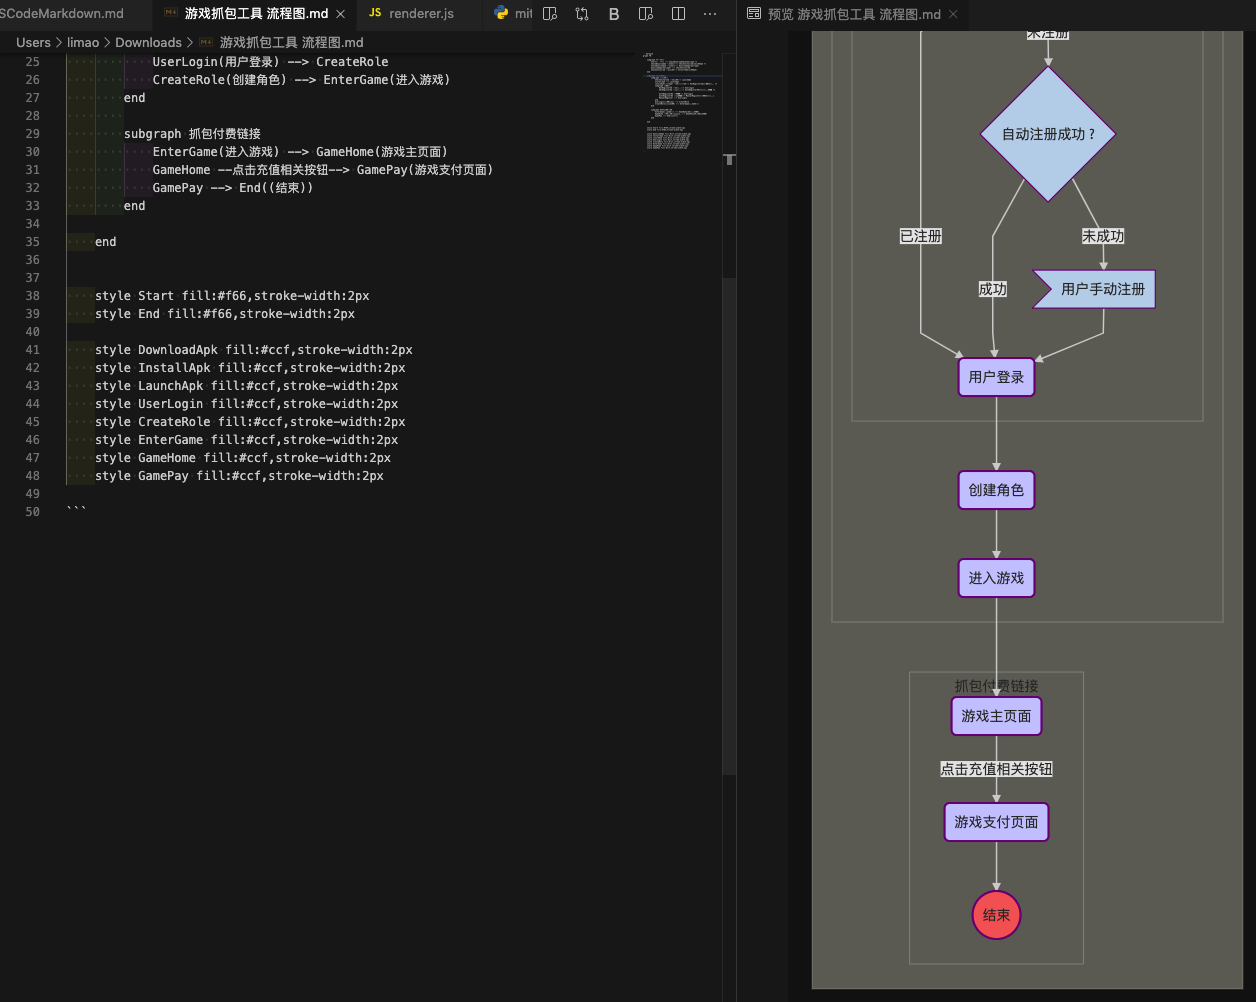 SCodeMarkdown.md
游戏抓包工具 流程图.md
JS renderer.js
mit
B
预览 游戏抓包工具 流程图.md
Users > limao > Downloads > 游戏抓包工具 流程图.md
25 UserLogin(用户登录) --> CreateRole
26 CreateRole(创建角色) --> EnterGame(进入游戏)
27 end
28
29 subgraph 抓包付费链接
30 EnterGame(进入游戏) --> GameHome(游戏主页面)
31 GameHome --点击充值相关按钮--> GamePay(游戏支付页面)
32 GamePay --> End((结束))
33 end
34
35 end
36
37
38 style Start fill:#f66,stroke-width:2px
39 style End fill:#f66,stroke-width:2px
40
41 style DownloadApk fill:#ccf,stroke-width:2px
42 style InstallApk fill:#ccf,stroke-width:2px
43 style LaunchApk fill:#ccf,stroke-width:2px
44 style UserLogin fill:#ccf,stroke-width:2px
45 style CreateRole fill:#ccf,stroke-width:2px
46 style EnterGame fill:#ccf,stroke-width:2px
47 style GameHome fill:#ccf,stroke-width:2px
48 style GamePay fill:#ccf,stroke-width:2px
49
50 ```
未注册
自动注册成功?
已注册
未成功
成功
用户手动注册
用户登录
创建角色
进入游戏
抓包付费链接
游戏主页面
点击充值相关按钮
游戏支付页面
结束